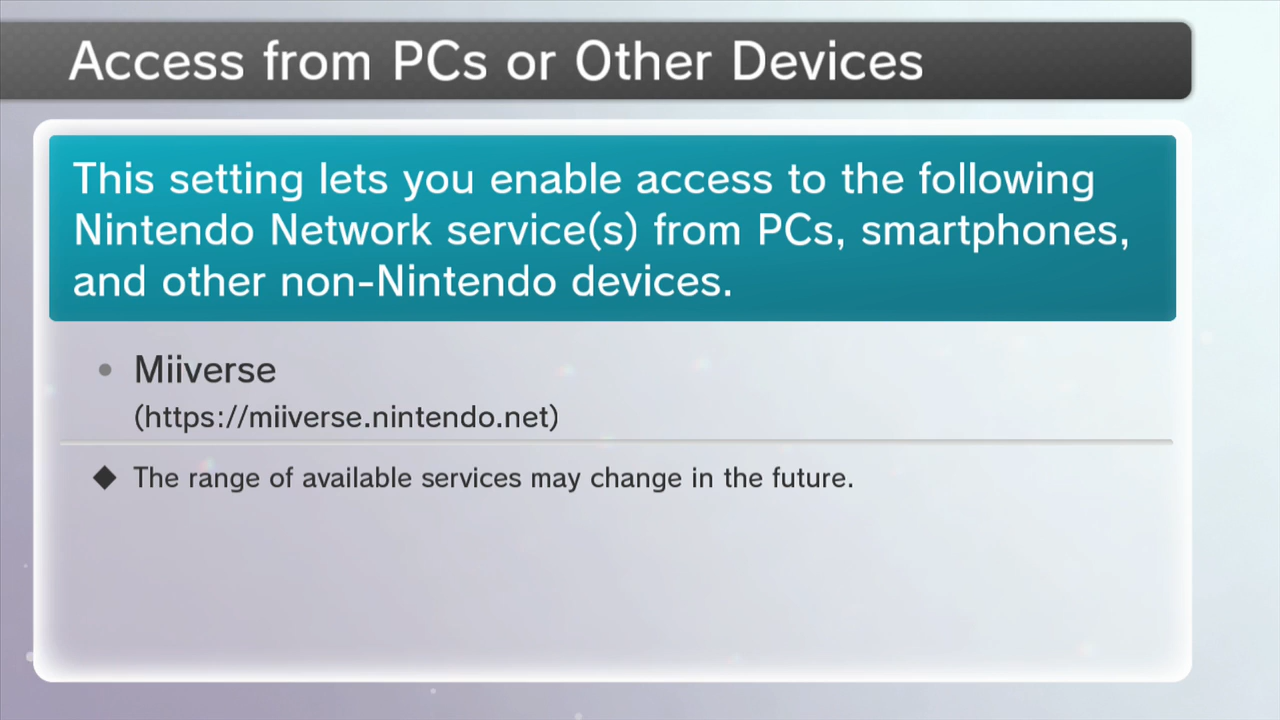 Access from PCs or Other Devices
This setting lets you enable access to the following
Nintendo Network service(s) from PCs, smartphones,
and other non-Nintendo devices.
• Miiverse
(https://miiverse.nintendo.net)
◆ The range of available services may change in the future.